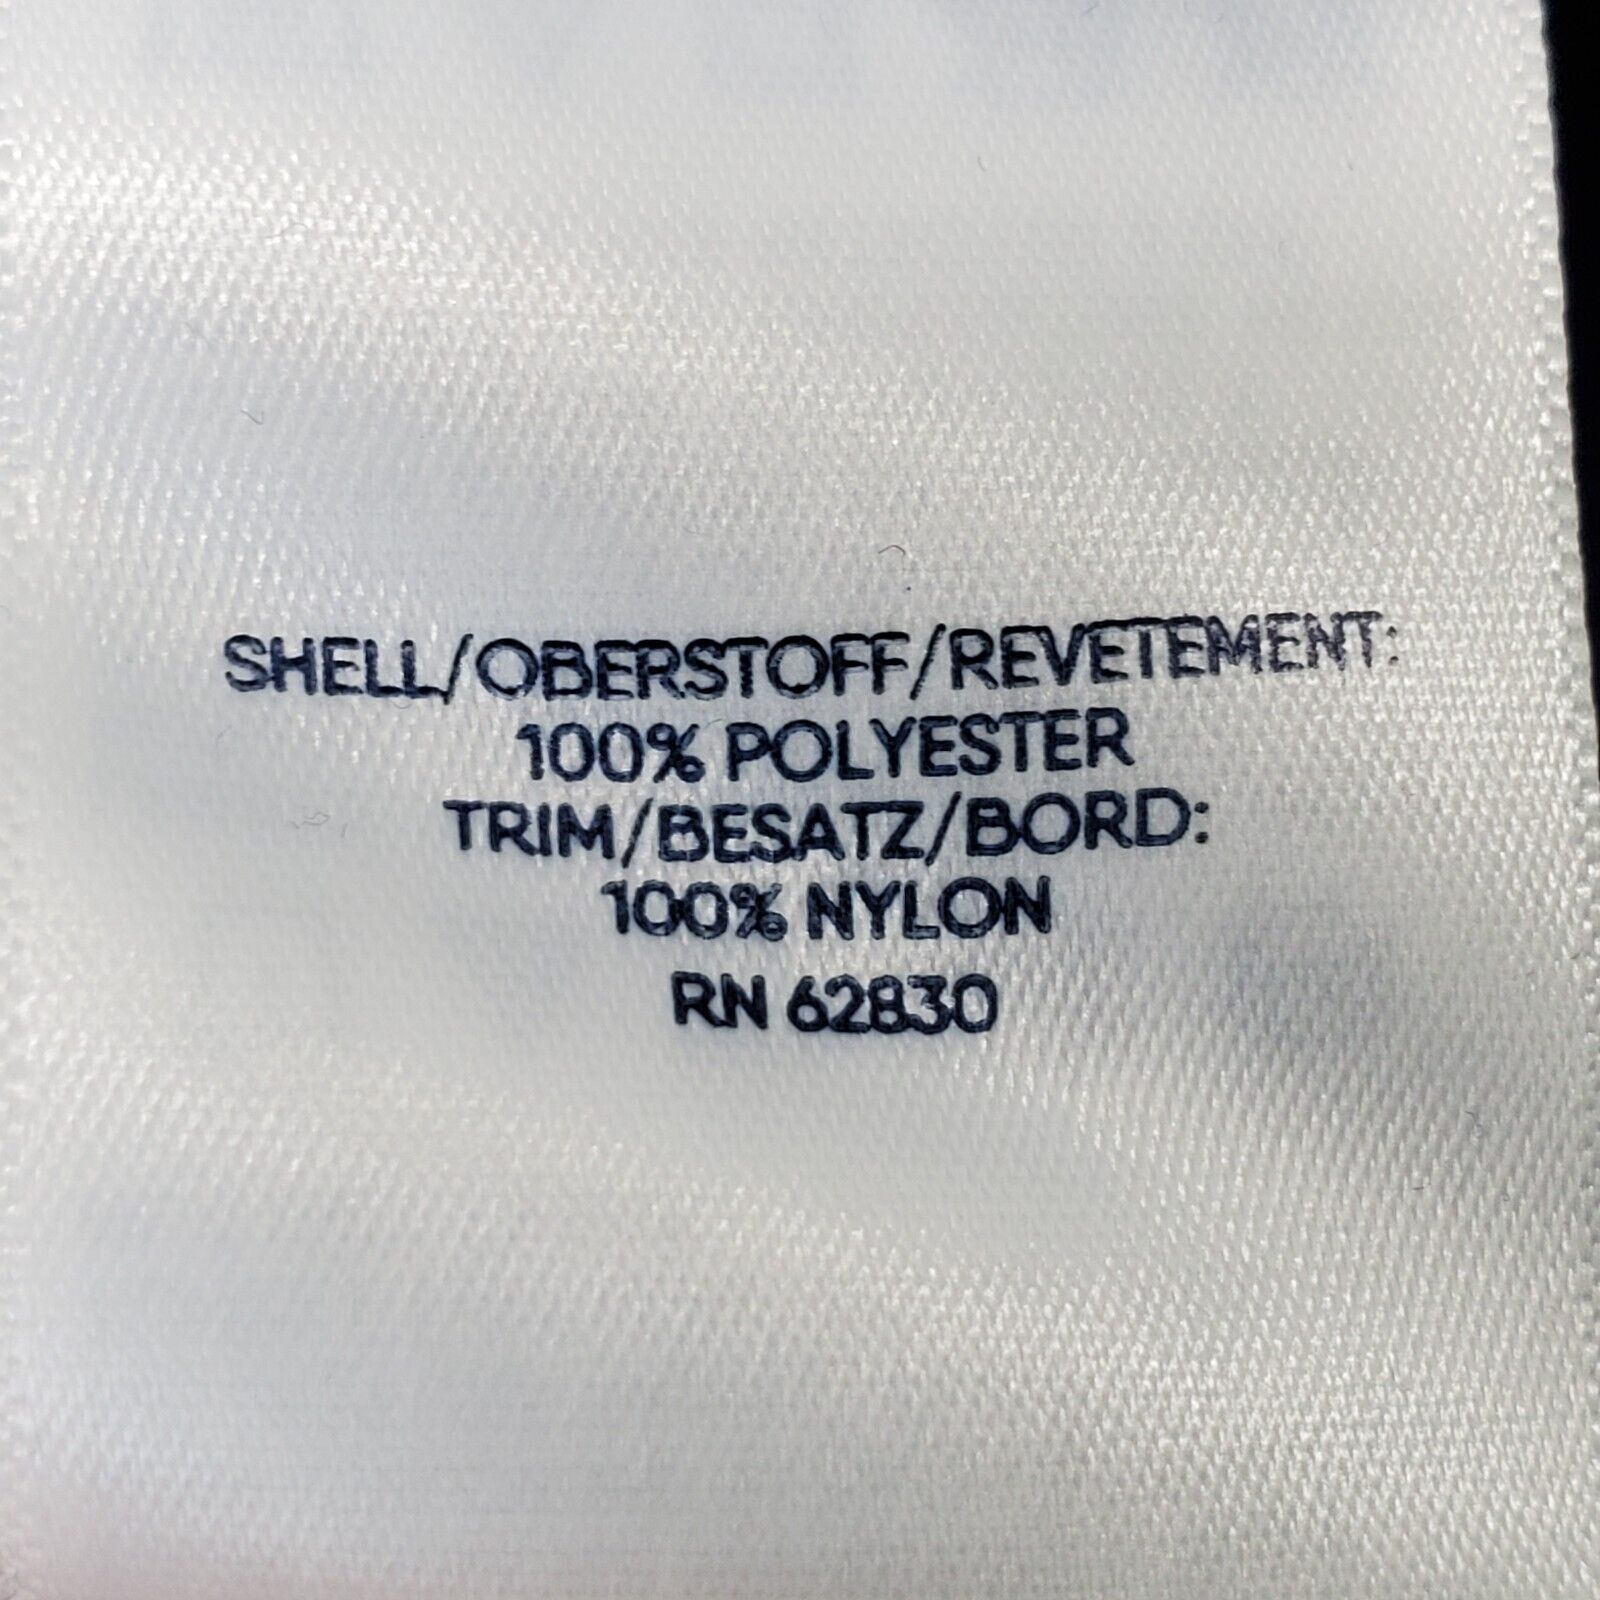 SHELL/OBERSTOFF/REVETEMENT:
100% POLYESTER
TRIM/BESATZ/BORD:
100% NYLON
RN 62830